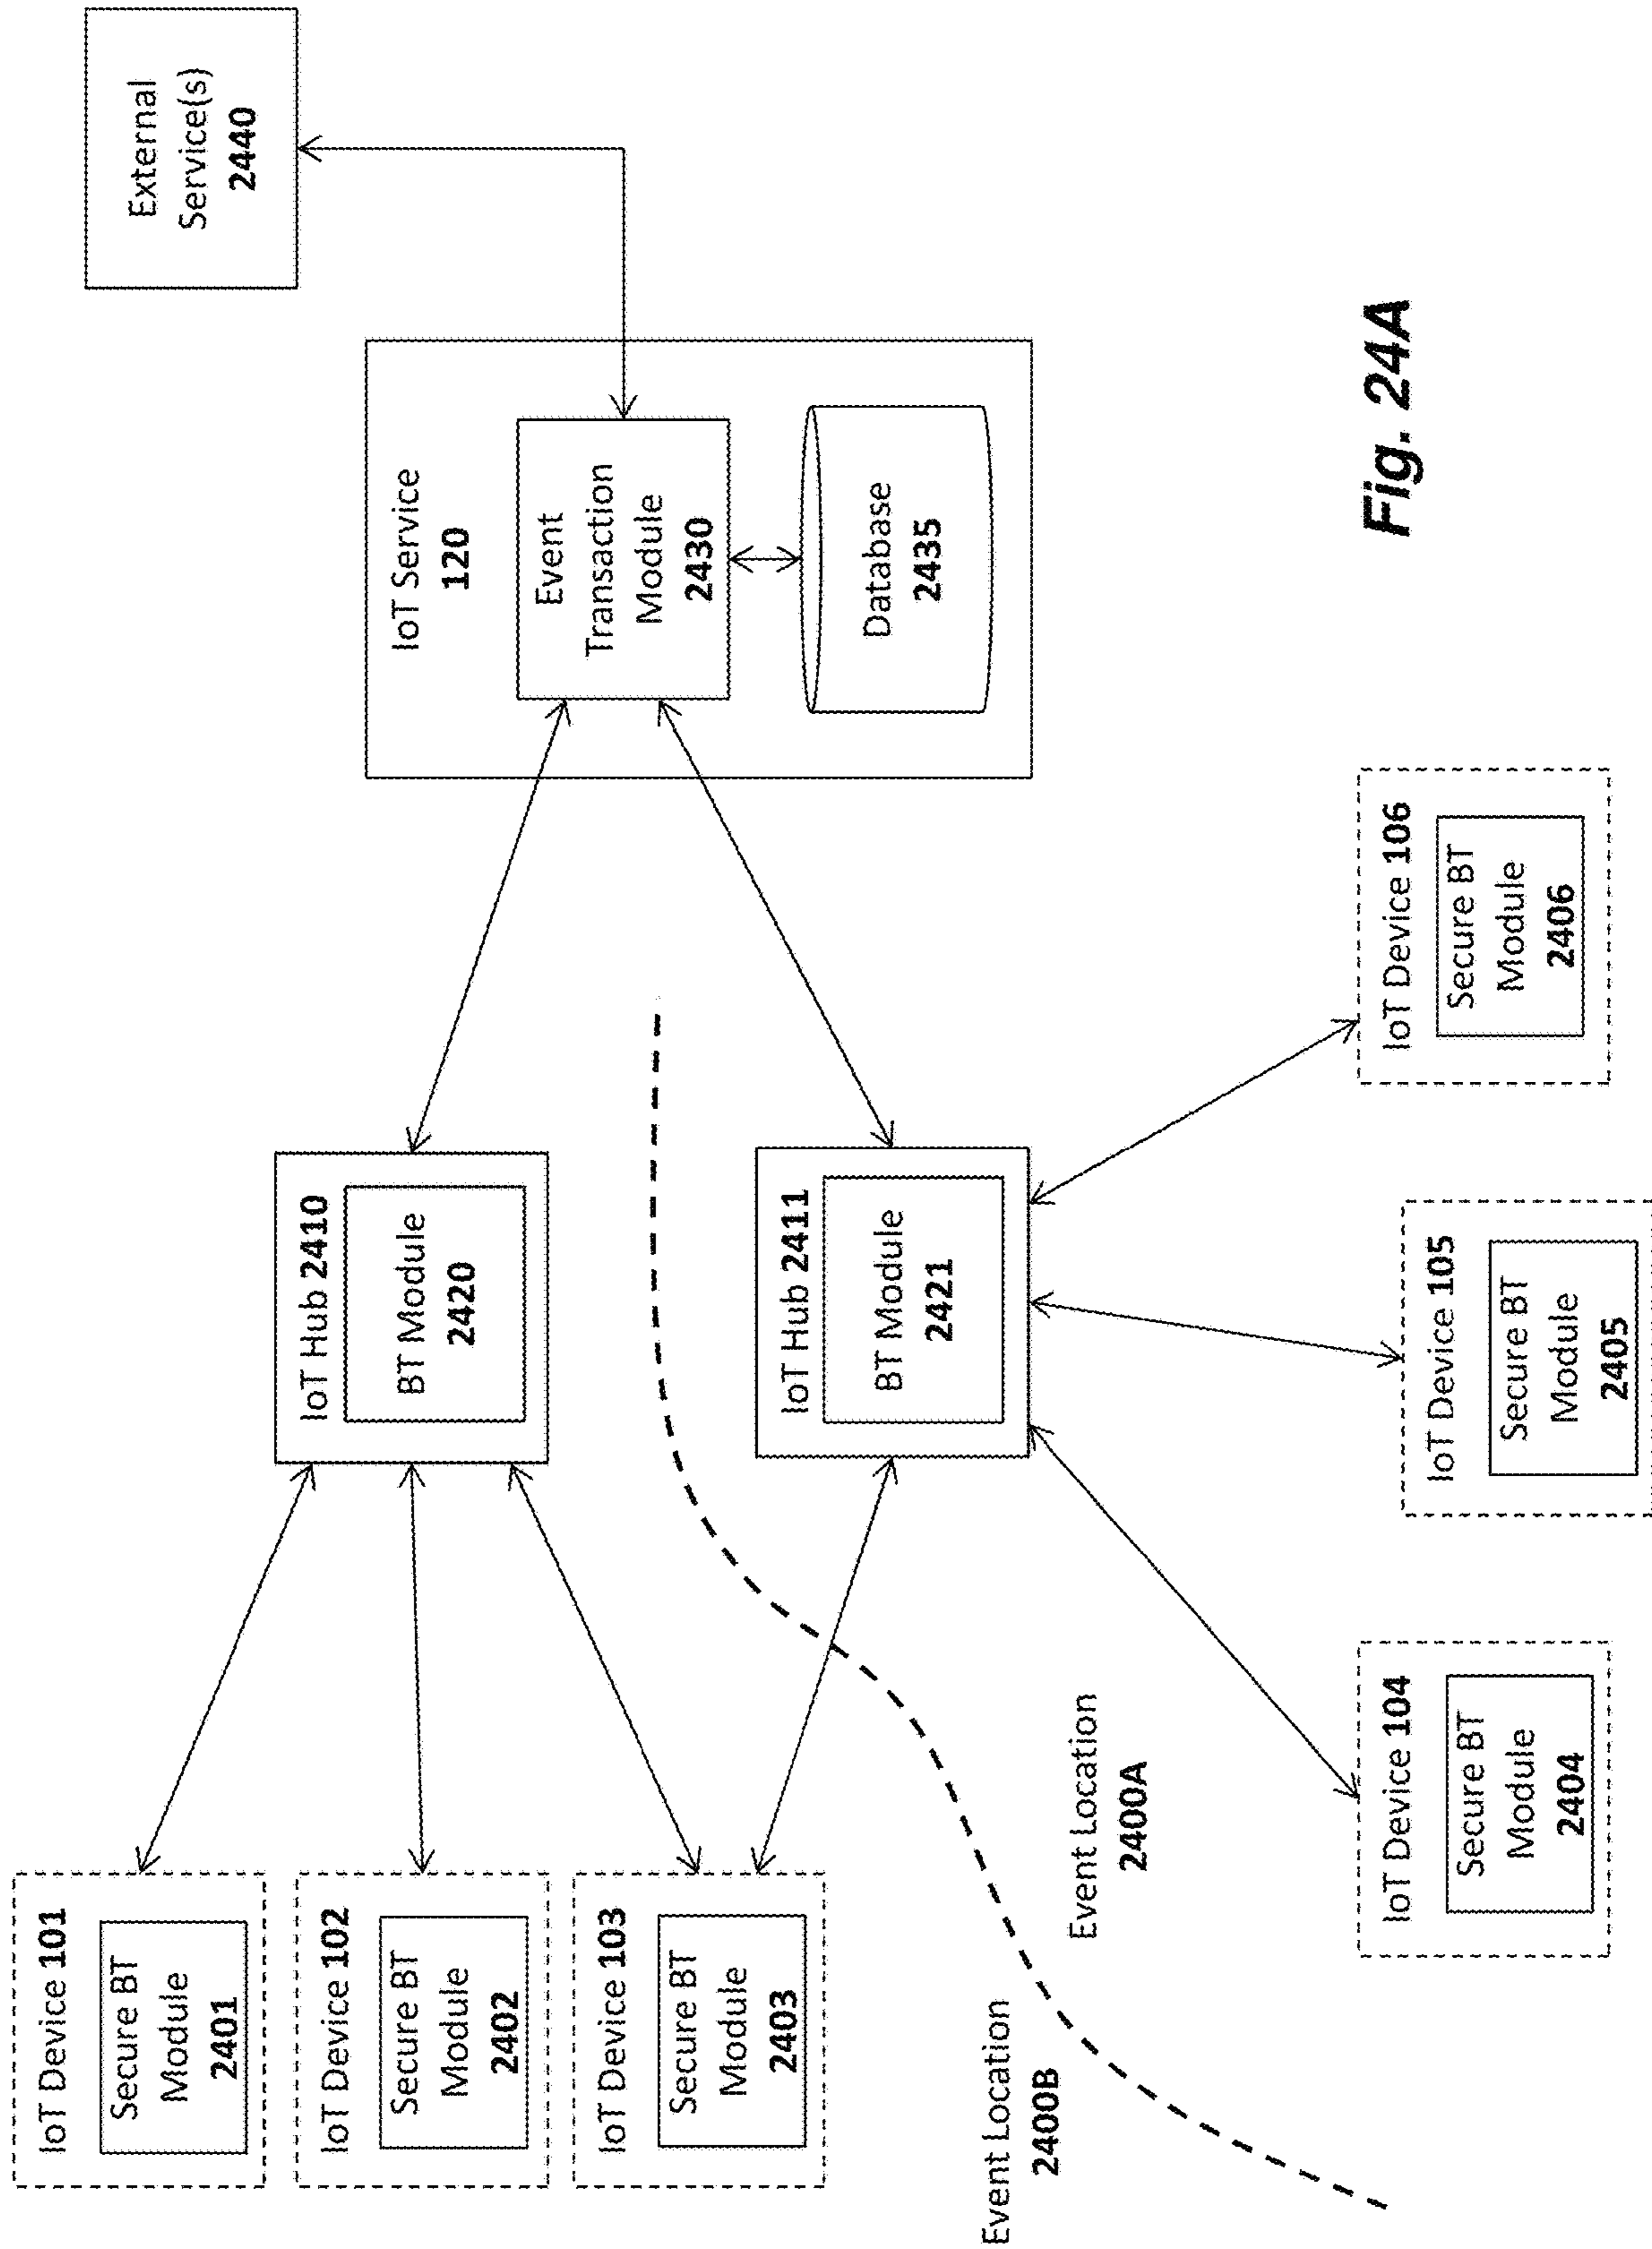 IoT Device 101
Secure BT
Module
2401
IoT Device 102
Secure BT
Module
2402
IoT Device 103
Secure BT
Module
2403
Event Location
2400B
Event Location
2400A
IoT Hub 2410
BT Module
2420
IoT Hub 2411
BT Module
2421
IoT Device 104
Secure BT
Module
2404
IoT Device 105
Secure BT
Module
2405
IoT Device 106
Secure BT
Module
2406
IoT Service
120
Event
Transaction
Module
2430
Database
2435
External
Service(s)
2440
Fig. 24A